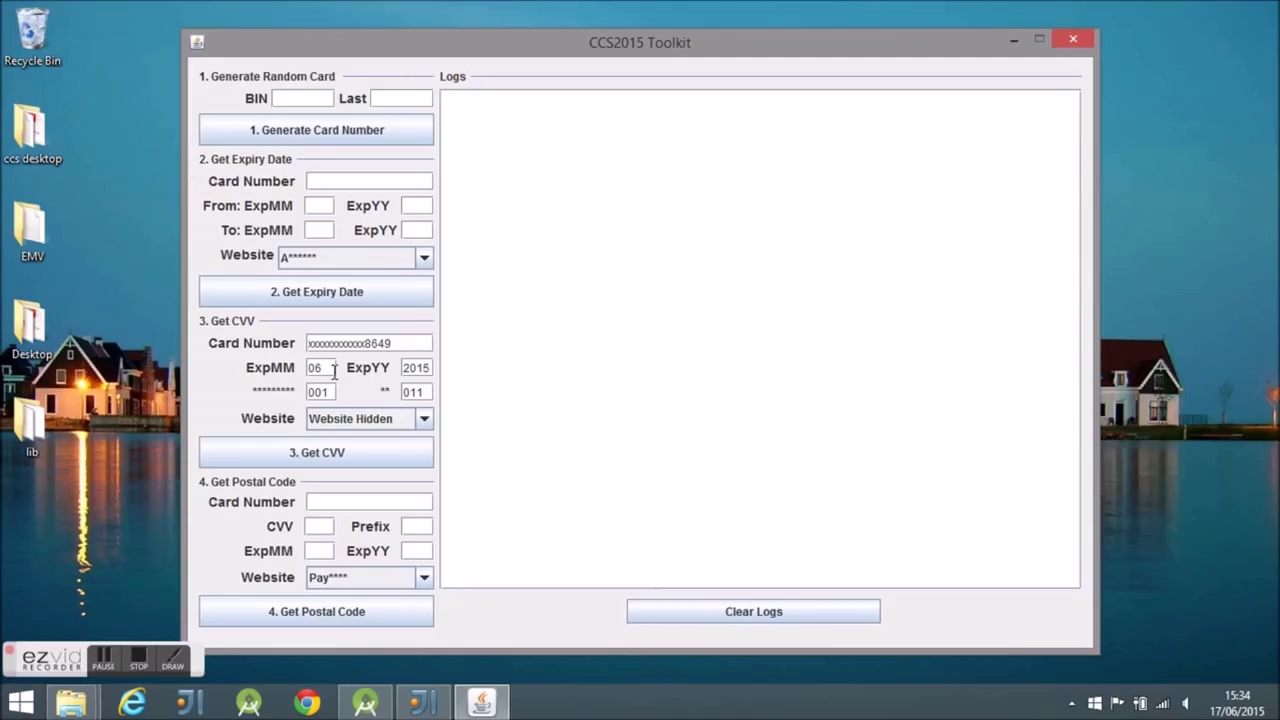 CCS2015 Toolkit
Recycle Bin
ccs desktop
EMV
Desktop
lib
1. Generate Random Card
BIN Last
1. Generate Card Number
2. Get Expiry Date
Card Number
From: ExpMM ExpYY
To: ExpMM ExpYY
Website A******
2. Get Expiry Date
3. Get CVV
Card Number xxxxxxxxxxxx8649
ExpMM 06 ExpYY 2015
********* 001 ** 011
Website Website Hidden
3. Get CVV
4. Get Postal Code
Card Number
CVV Prefix
ExpMM ExpYY
Website Pay****
4. Get Postal Code
Logs
Clear Logs
ezvid
RECORDER
PAUSE STOP DRAW
15:34
17/06/2015